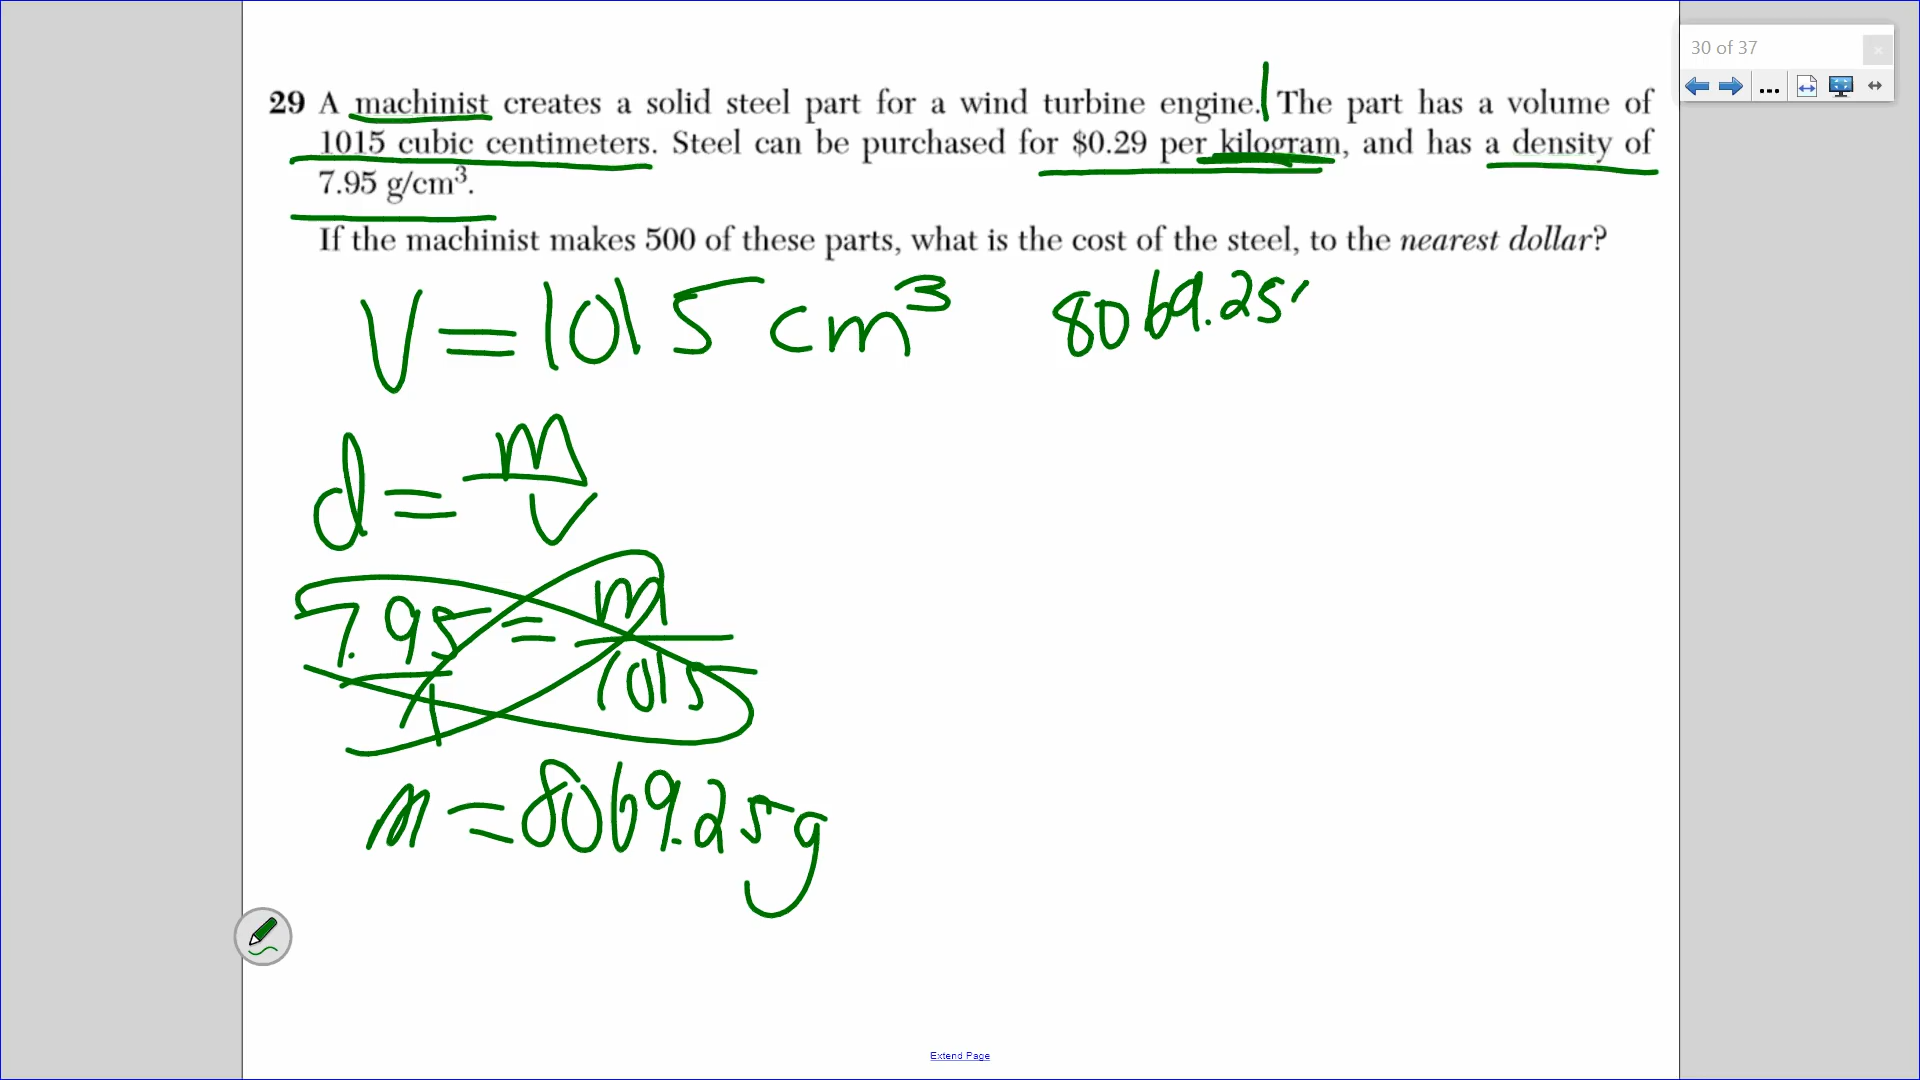 30 of 37
29 A machinist creates a solid steel part for a wind turbine engine. The part has a volume of
1015 cubic centimeters. Steel can be purchased for $0.29 per kilogram, and has a density of
7.95 g/cm³.
If the machinist makes 500 of these parts, what is the cost of the steel, to the nearest dollar?
V = 1015 cm³ 8069.25
d = m/V
7.95/1 = m/1015
m = 8069.25g
Extend Page